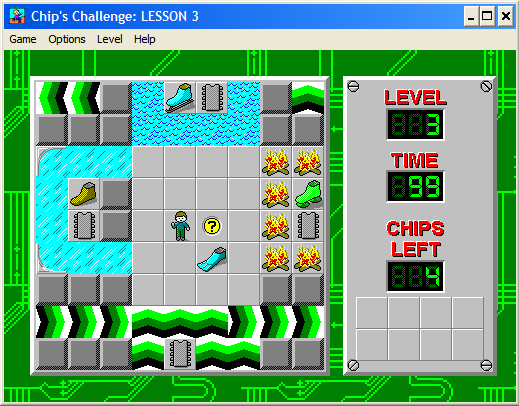 Chip's Challenge: LESSON 3
Game Options Level Help
LEVEL
3
TIME
99
?
CHIPS
LEFT
4